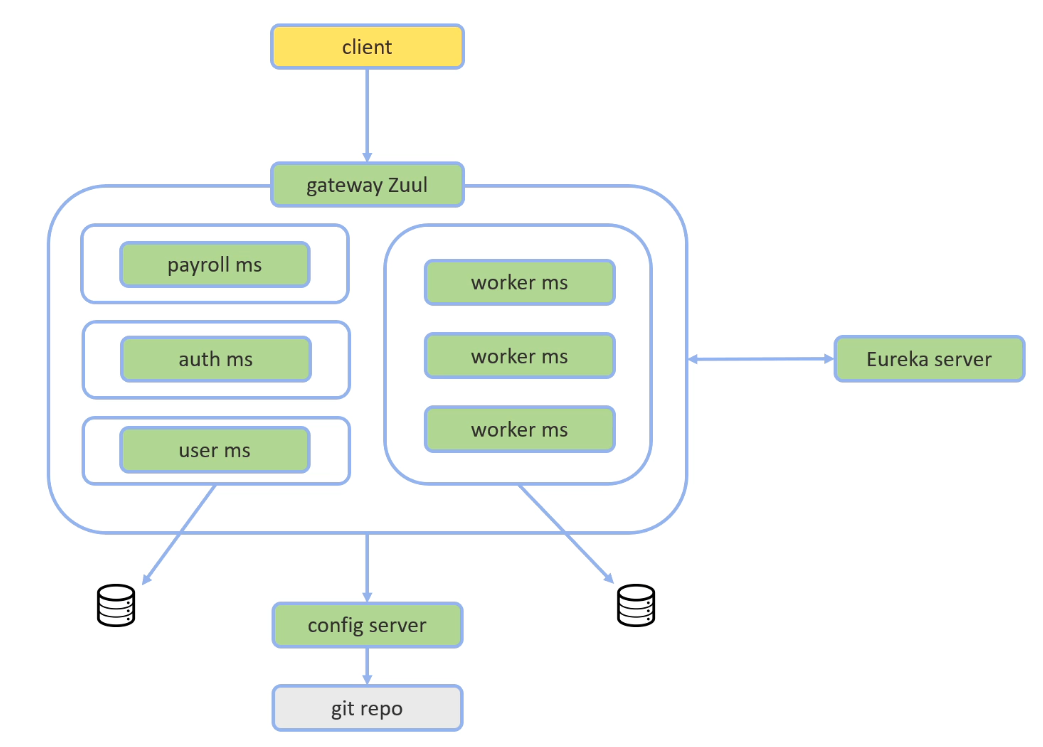 client
gateway Zuul
payroll ms
worker ms
auth ms
worker ms
Eureka server
user ms
worker ms
config server
git repo